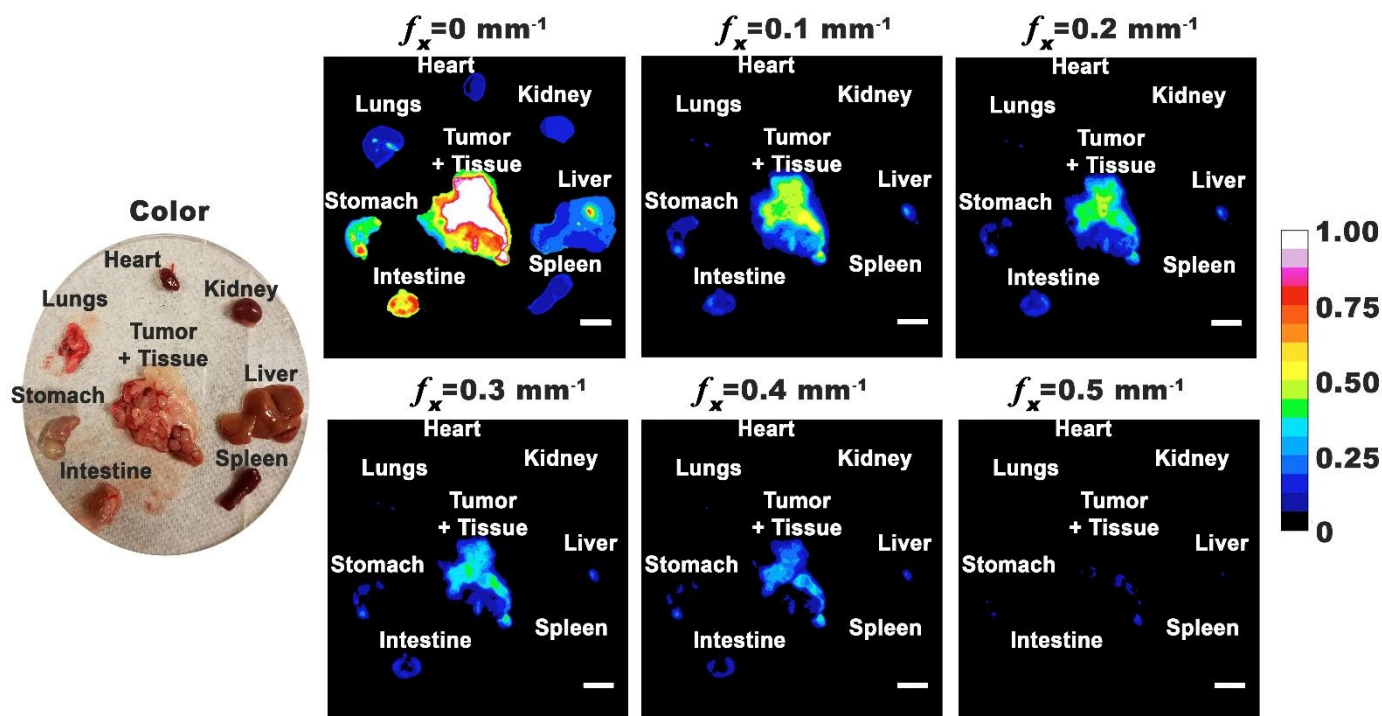 Color
Heart
Lungs
Kidney
Tumor
+ Tissue
Stomach
Liver
Intestine
Spleen
fx=0 mm-1
Heart
Lungs
Kidney
Tumor
+ Tissue
Stomach
Liver
Intestine
Spleen
fx=0.1 mm-1
Heart
Lungs
Kidney
Tumor
+ Tissue
Stomach
Liver
Intestine
Spleen
fx=0.2 mm-1
Heart
Lungs
Kidney
Tumor
+ Tissue
Stomach
Liver
Intestine
Spleen
fx=0.3 mm-1
Heart
Lungs
Kidney
Tumor
+ Tissue
Stomach
Liver
Intestine
Spleen
fx=0.4 mm-1
Heart
Lungs
Kidney
Tumor
+ Tissue
Stomach
Liver
Intestine
Spleen
fx=0.5 mm-1
Heart
Lungs
Kidney
Tumor
+ Tissue
Stomach
Liver
Intestine
Spleen
1.00
0.75
0.50
0.25
0